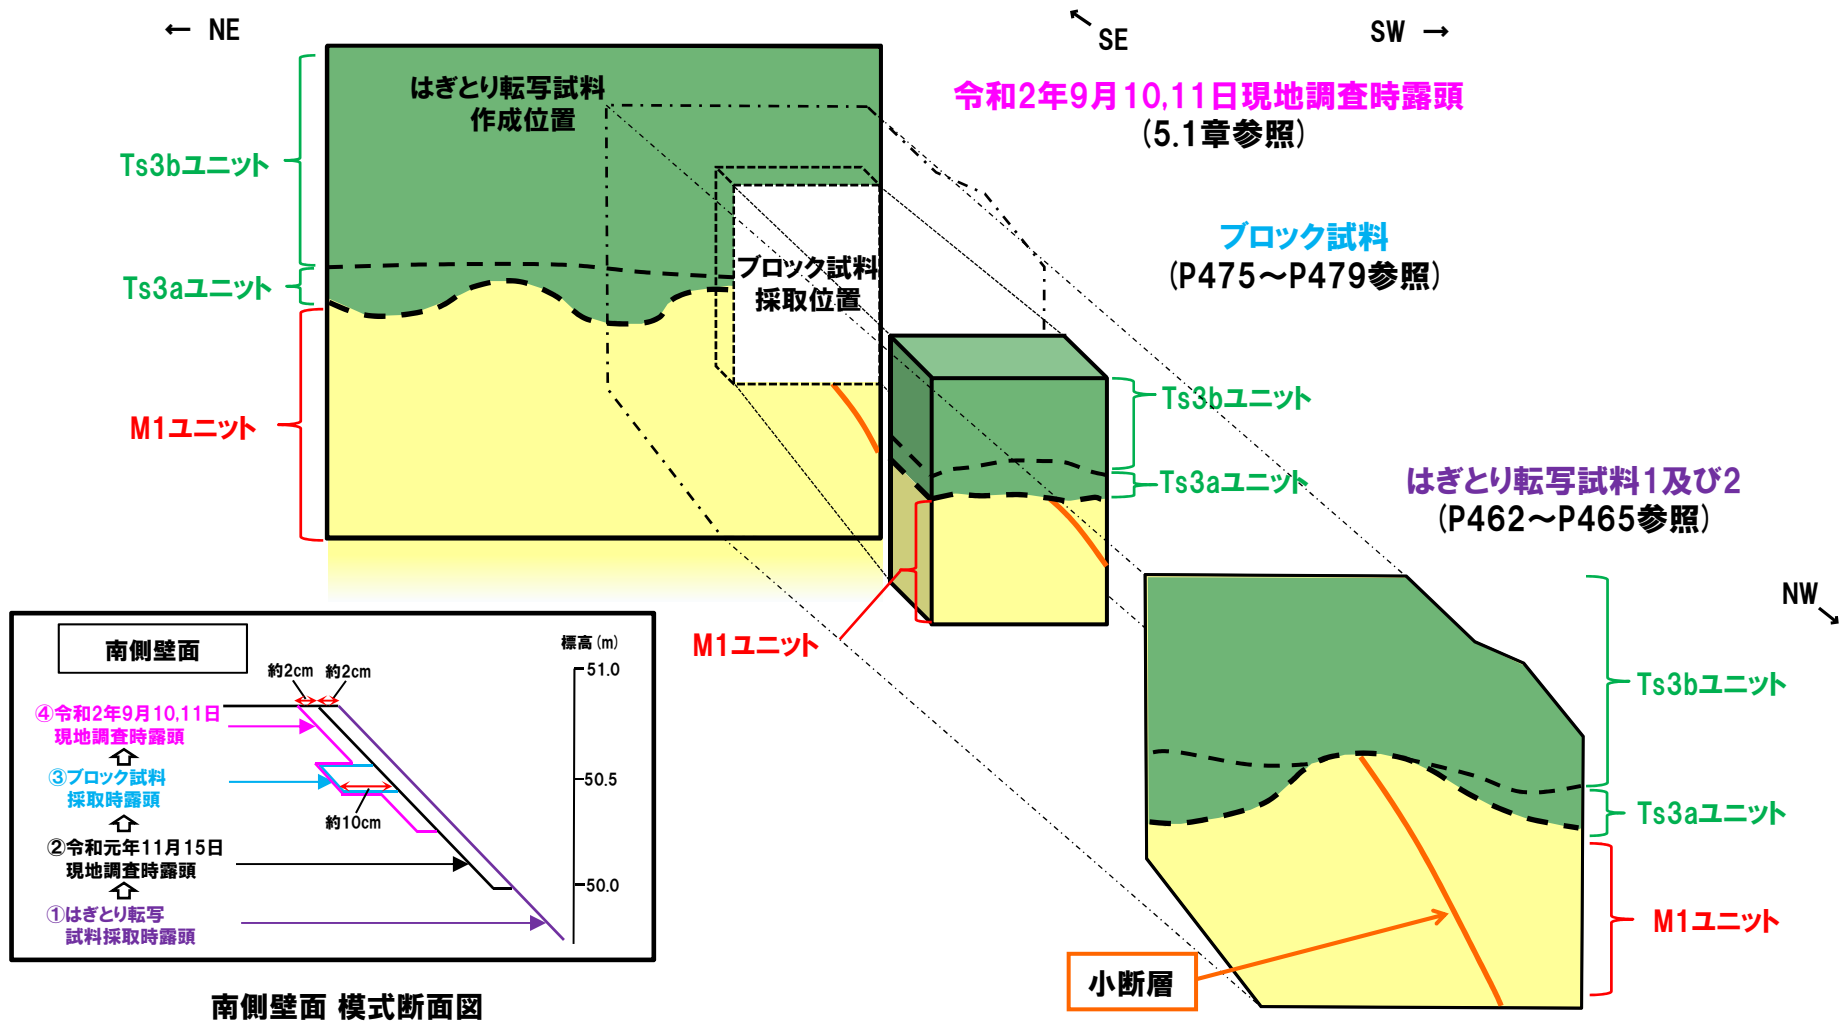 ← NE
SE
SW →
はぎとり転写試料
作成位置
令和2年9月10,11日現地調査時露頭
(5.1章参照)
Ts3bユニット
ブロック試料
(P475～P479参照)
ブロック試料
採取位置
Ts3aユニット
M1ユニット
Ts3bユニット
Ts3aユニット
M1ユニット
はぎとり転写試料1及び2
(P462～P465参照)
NW
Ts3bユニット
Ts3aユニット
M1ユニット
小断層
南側壁面
標高(m)
約2cm 約2cm
51.0
④令和2年9月10,11日
現地調査時露頭
③ブロック試料
採取時露頭
50.5
約10cm
②令和元年11月15日
現地調査時露頭
50.0
①はぎとり転写
試料採取時露頭
南側壁面 模式断面図